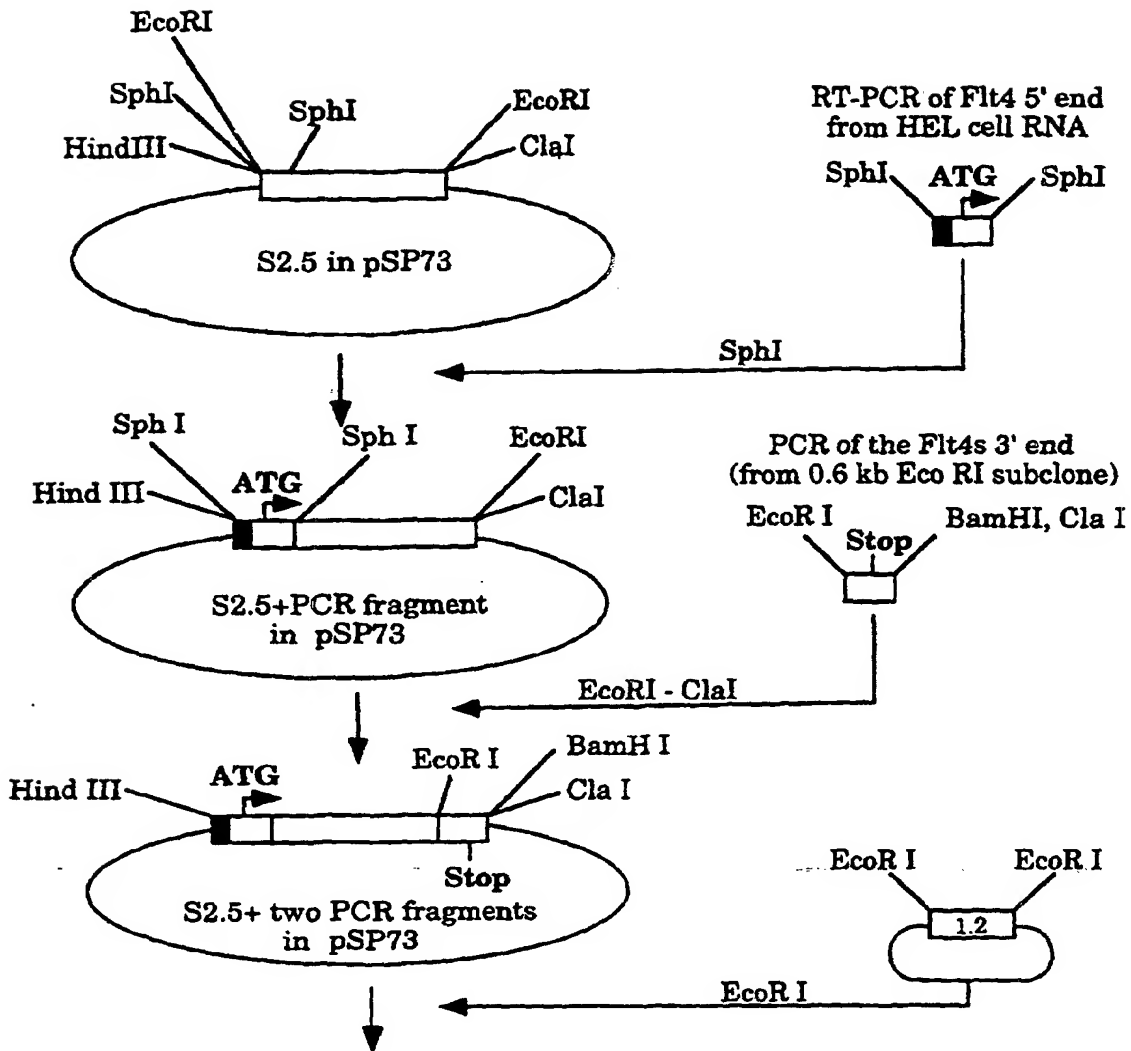 EcoRI
SphI
SphI
HindIII
EcoRI
ClaI
S2.5 in pSP73
RT-PCR of Flt4 5' end
from HEL cell RNA
SphI
ATG
SphI
SphI
Sph I
Sph I
EcoRI
Hind III
ATG
ClaI
S2.5+PCR fragment
in pSP73
PCR of the Flt4s 3' end
(from 0.6 kb Eco RI subclone)
EcoR I
BamHI, Cla I
Stop
EcoRI - ClaI
BamH I
EcoR I
ATG
Hind III
Cla I
Stop
S2.5+ two PCR fragments
in pSP73
EcoR I
EcoR I
1.2
EcoR I